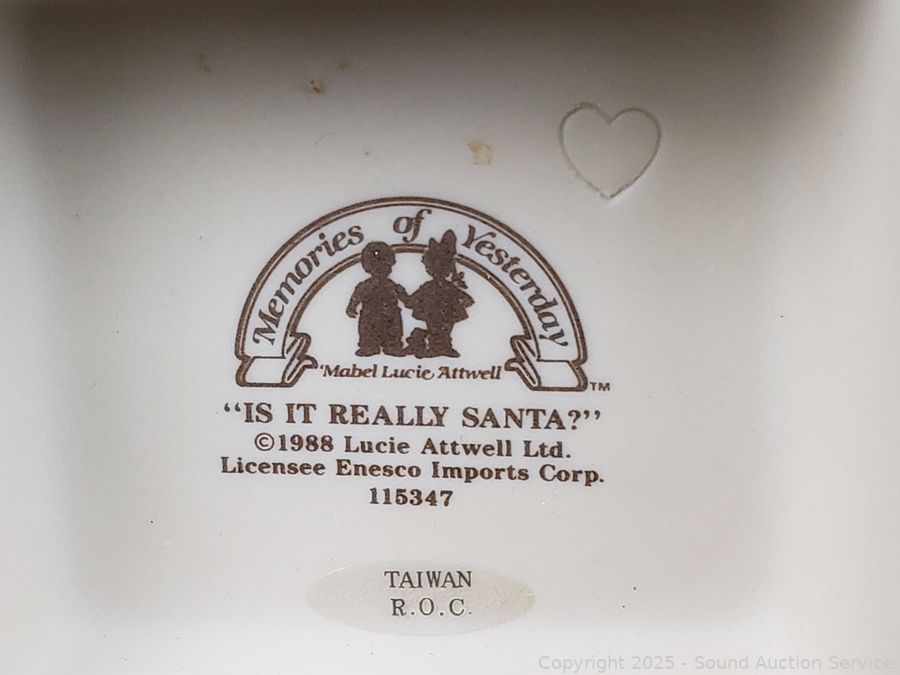 Memories of Yesterday
Mabel Lucie Attwell
TM
“IS IT REALLY SANTA?”
©1988 Lucie Attwell Ltd.
Licensee Enesco Imports Corp.
115347
TAIWAN
R.O.C.
Copyright 2025 - Sound Auction Service